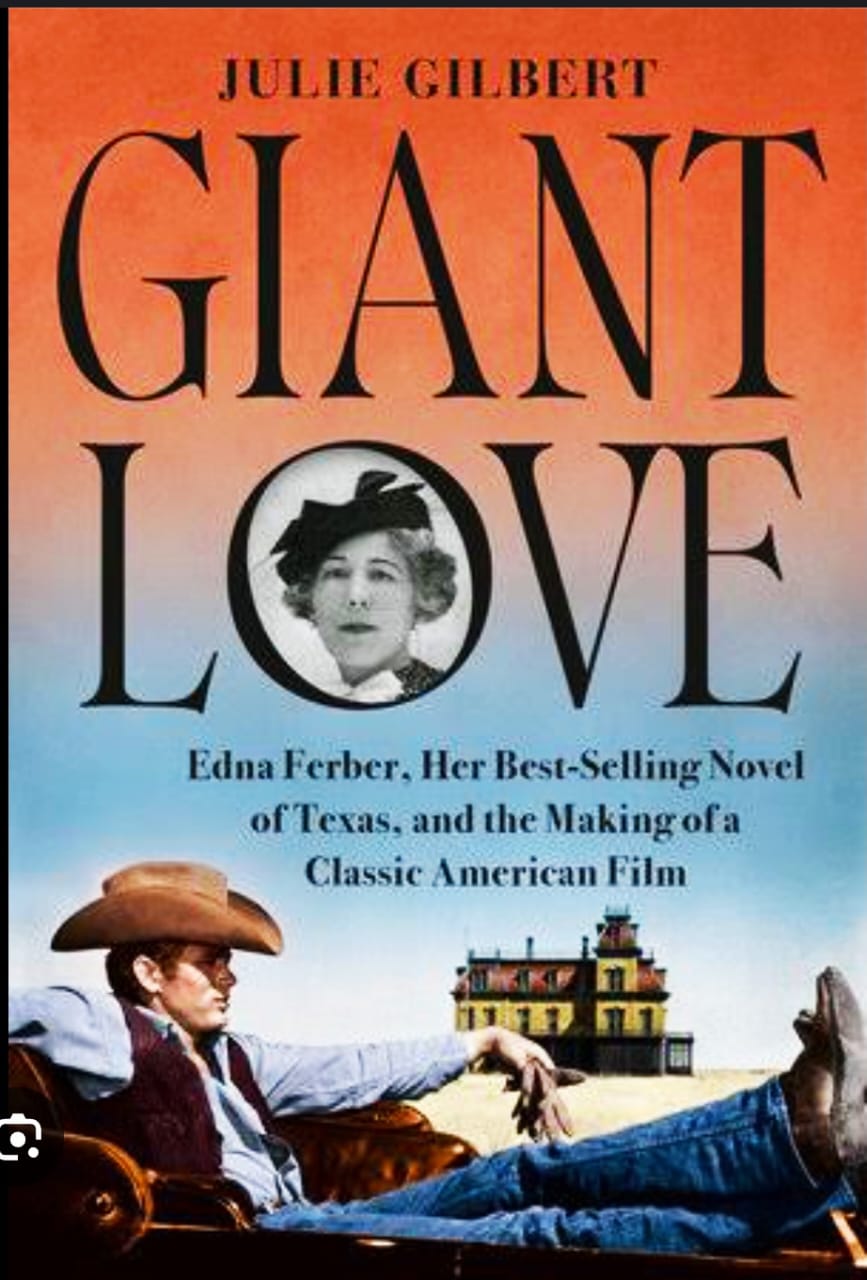 JULIE GILBERT
GIANT
LOVE
Edna Ferber, Her Best-Selling Novel
of Texas, and the Making of a
Classic American Film